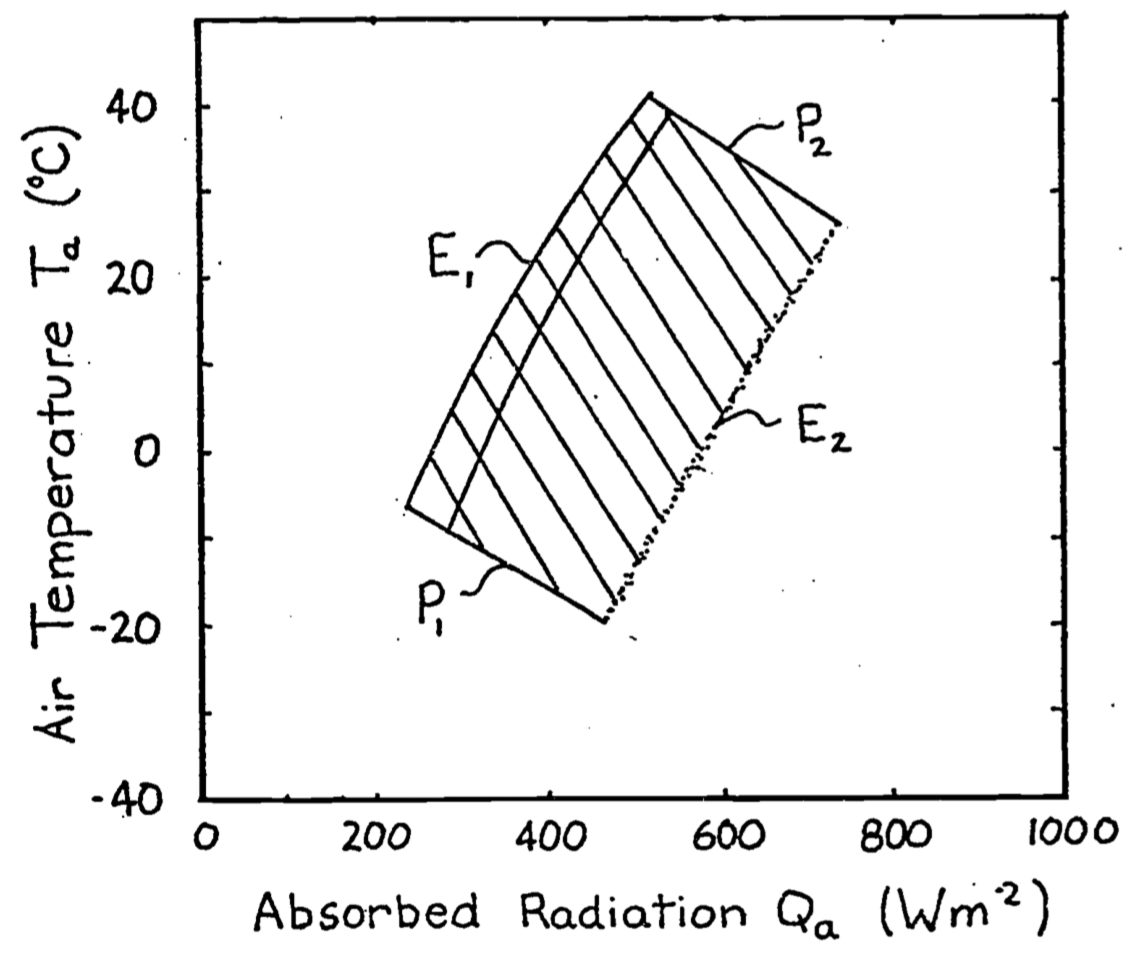 40
20
0
-20
-40
0 200 400 600 800 1000
Air Temperature Tₐ (°C)
Absorbed Radiation Qₐ (Wm⁻²)
E₁
P₂
E₂
P₁